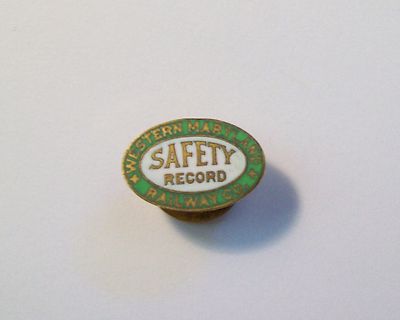 WESTERN MARYLAND
SAFETY
RECORD
RAILWAY CO.